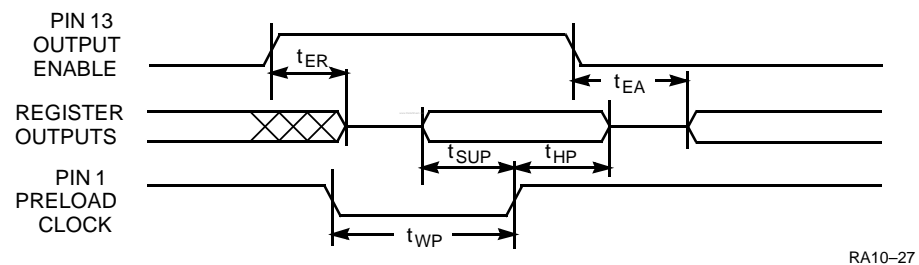 PIN 13
OUTPUT
ENABLE
tER
tEA
REGISTER
OUTPUTS
tSUP
tHP
PIN 1
PRELOAD
CLOCK
tWP
RA10–27